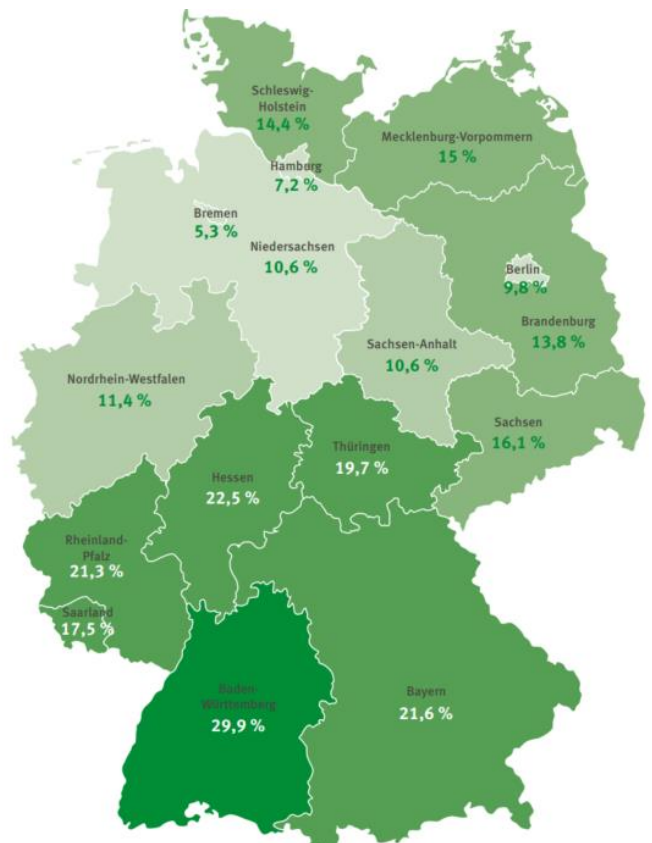 Schleswig-
Holstein
14,4 %
Mecklenburg-Vorpommern
15 %
Hamburg
7,2 %
Bremen
5,3 %
Niedersachsen
10,6 %
Berlin
9,8 %
Brandenburg
13,8 %
Sachsen-Anhalt
10,6 %
Nordrhein-Westfalen
11,4 %
Sachsen
16,1 %
Thüringen
19,7 %
Hessen
22,5 %
Rheinland-
Pfalz
21,3 %
Saarland
17,5 %
Baden-
Württemberg
29,9 %
Bayern
21,6 %